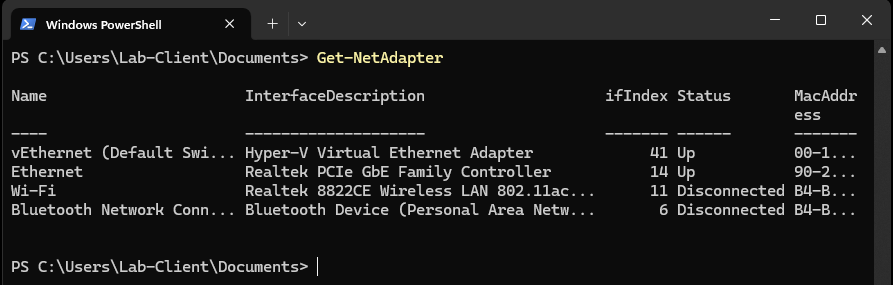 Windows PowerShell
PS C:\Users\Lab-Client\Documents> Get-NetAdapter
Name InterfaceDescription ifIndex Status MacAddr
ess
---- -------------------- ------- ------ -------
vEthernet (Default Swi... Hyper-V Virtual Ethernet Adapter 41 Up 00-1...
Ethernet Realtek PCIe GbE Family Controller 14 Up 90-2...
Wi-Fi Realtek 8822CE Wireless LAN 802.11ac... 11 Disconnected B4-B...
Bluetooth Network Conn... Bluetooth Device (Personal Area Netw... 6 Disconnected B4-B...
PS C:\Users\Lab-Client\Documents>